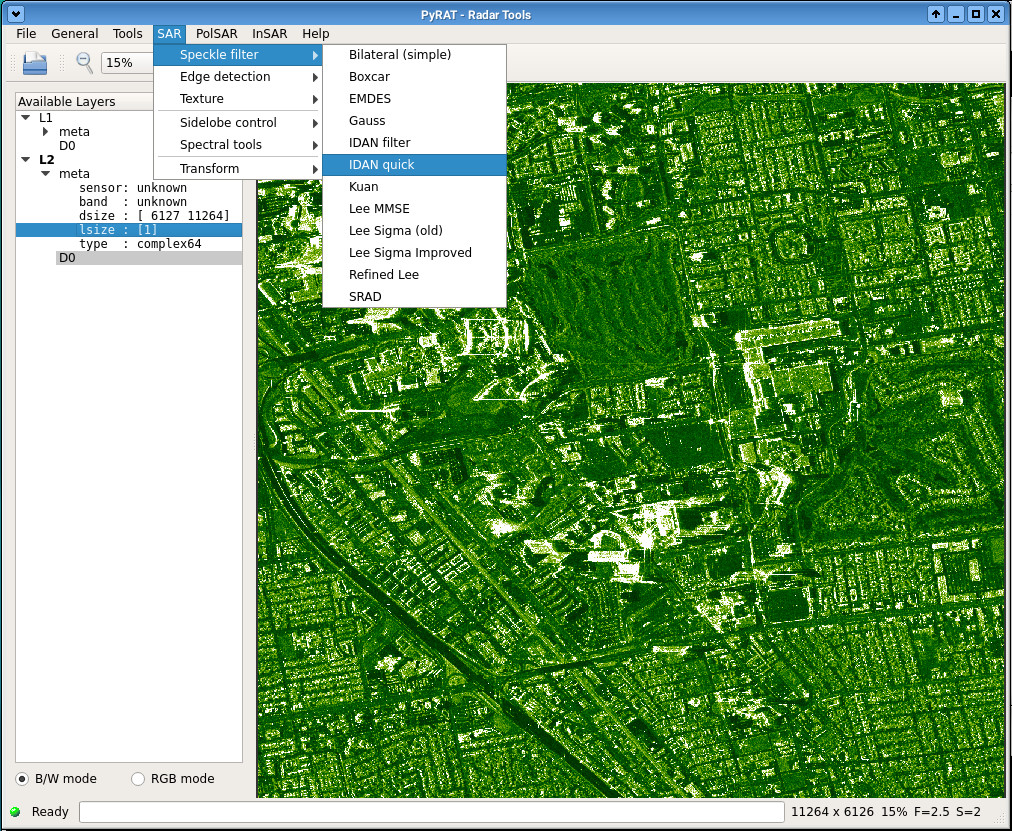 PyRAT - Radar Tools
File General Tools SAR PolSAR InSAR Help
15%
Speckle filter
Edge detection
Texture
Sidelobe control
Spectral tools
Transform
Bilateral (simple)
Boxcar
EMDES
Gauss
IDAN filter
IDAN quick
Kuan
Lee MMSE
Lee Sigma (old)
Lee Sigma Improved
Refined Lee
SRAD
Available Layers
L1
meta
D0
L2
meta
sensor: unknown
band : unknown
dsize : [ 6127 11264]
lsize : [1]
type : complex64
D0
B/W mode RGB mode
Ready 11264 x 6126 15% F=2.5 S=2